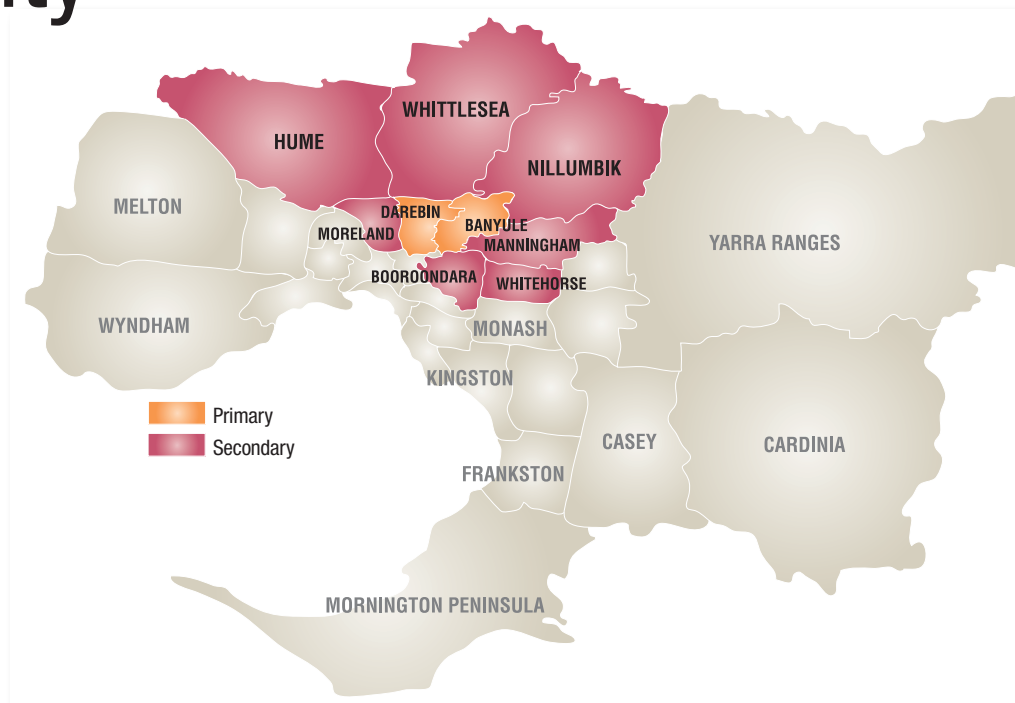 ity
WHITTLESEA
HUME
NILLUMBIK
MELTON
DAREBIN
BANYULE
MORELAND
MANNINGHAM
YARRA RANGES
BOOROONDARA
WHITEHORSE
WYNDHAM
MONASH
KINGSTON
Primary
Secondary
CASEY
CARDINIA
FRANKSTON
MORNINGTON PENINSULA